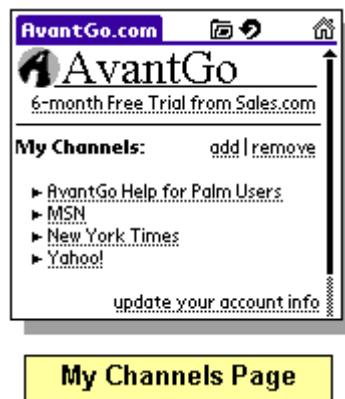 AvantGo.com
AvantGo
6-month Free Trial from Sales.com
My Channels: add | remove
AvantGo Help for Palm Users
MSN
New York Times
Yahoo!
update your account info
My Channels Page